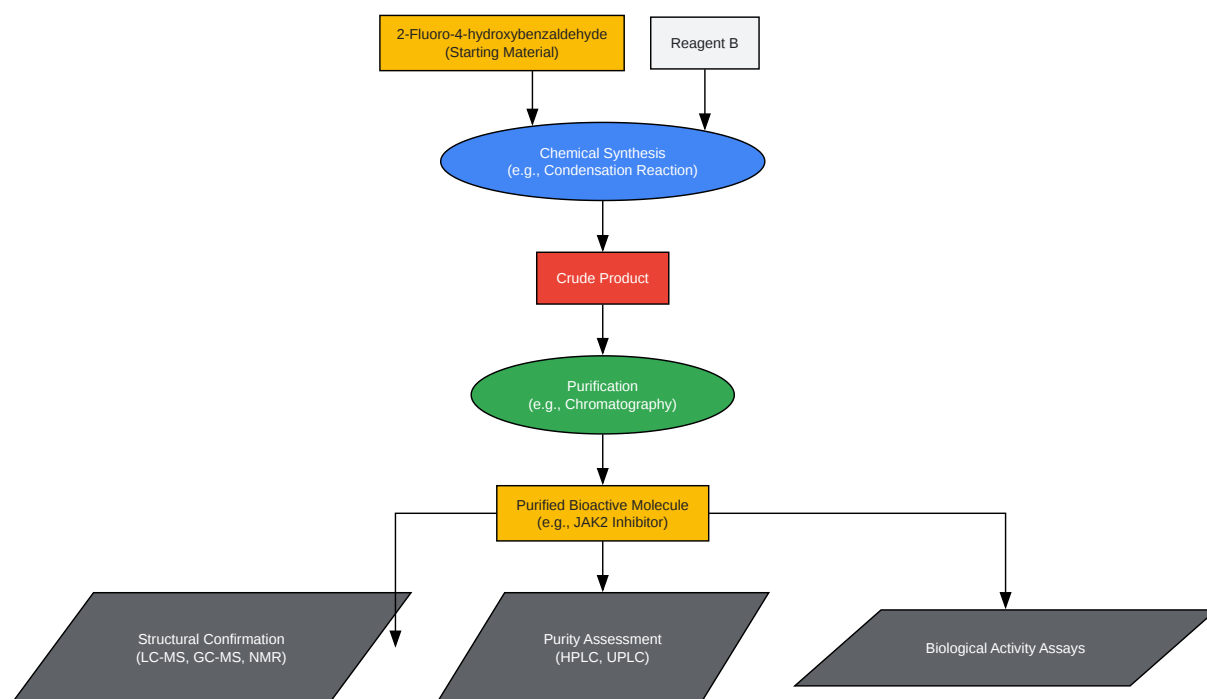 2-Fluoro-4-hydroxybenzaldehyde
(Starting Material)
Reagent B
Chemical Synthesis
(e.g., Condensation Reaction)
Crude Product
Purification
(e.g., Chromatography)
Purified Bioactive Molecule
(e.g., JAK2 Inhibitor)
Structural Confirmation
(LC-MS, GC-MS, NMR)
Purity Assessment
(HPLC, UPLC)
Biological Activity Assays